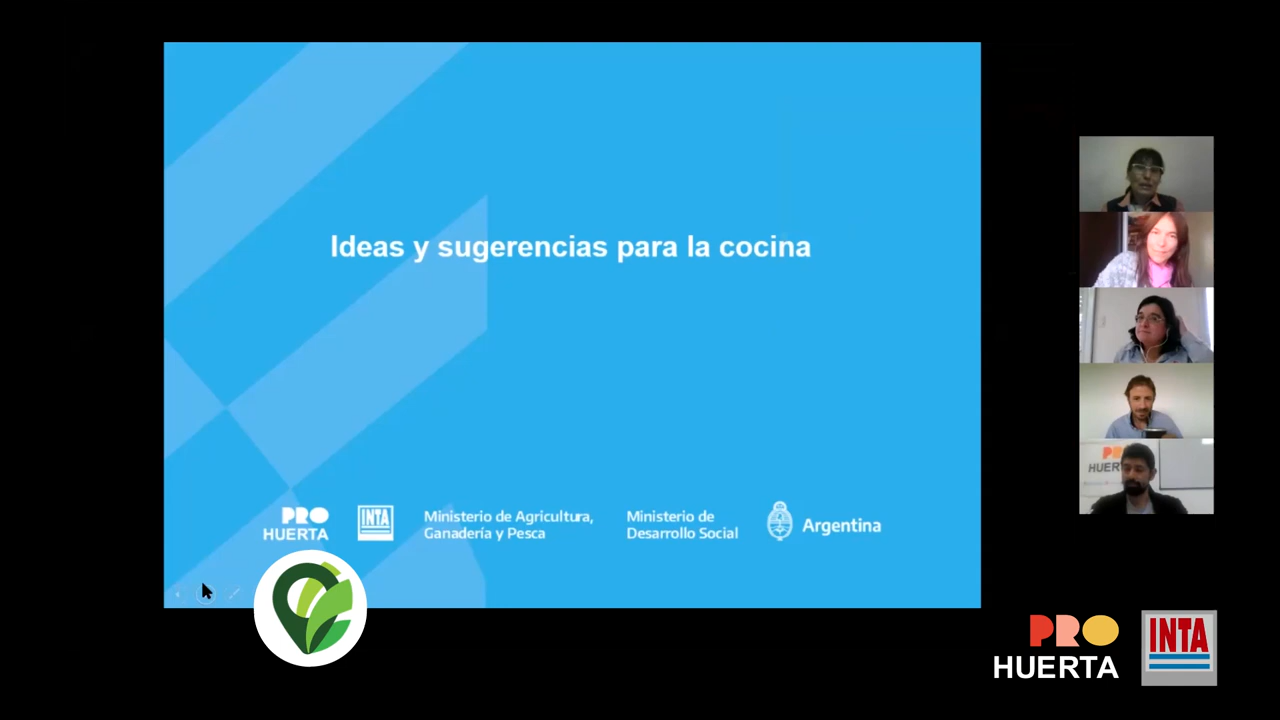 Ideas y sugerencias para la cocina
PRO
HUERTA
INTA
Ministerio de Agricultura,
Ganadería y Pesca
Ministerio de
Desarrollo Social
Argentina
HUER
PRO
HUERTA
INTA